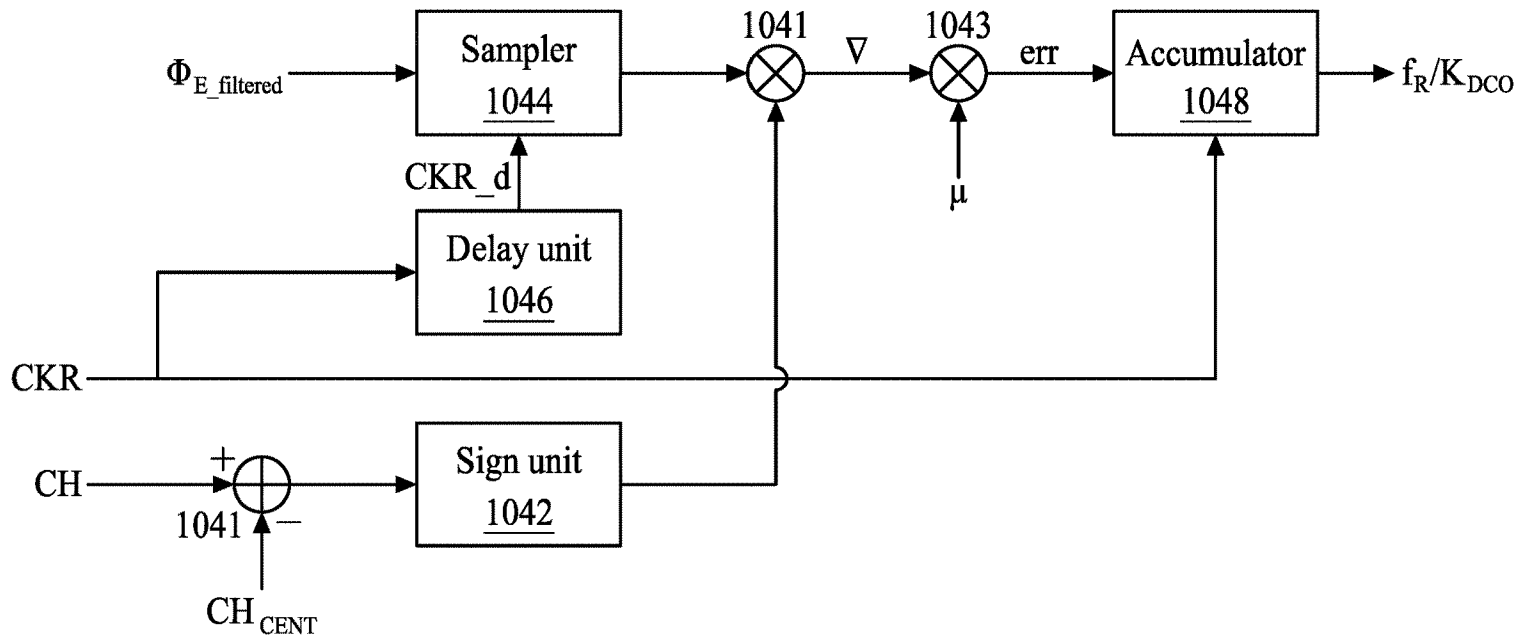 Φ_E_filtered
Sampler
1044
1041
∇
1043
err
Accumulator
1048
f_R/K_DCO
μ
CKR_d
Delay unit
1046
CKR
CH
+
1041
−
CH_CENT
Sign unit
1042